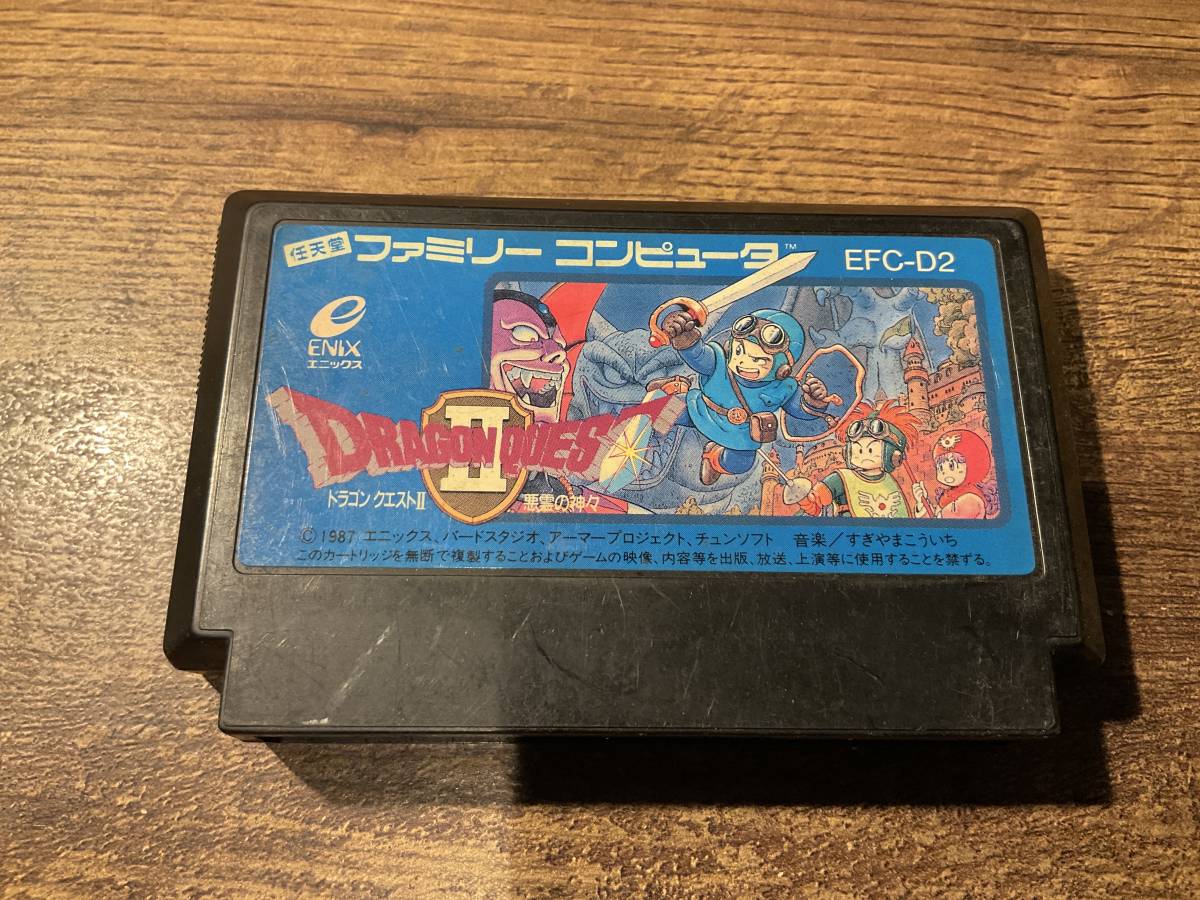 任天堂 ファミリー コンピュータ™ EFC-D2
e
ENIX
エニックス
DRAGON QUEST
II
ドラゴン クエストII 悪霊の神々
© 1987 エニックス、バードスタジオ、アーマープロジェクト、チュンソフト 音楽/すぎやまこういち
このカートリッジを無断で複製することおよびゲームの映像、内容等を出版、放送、上演等に使用することを禁ずる。